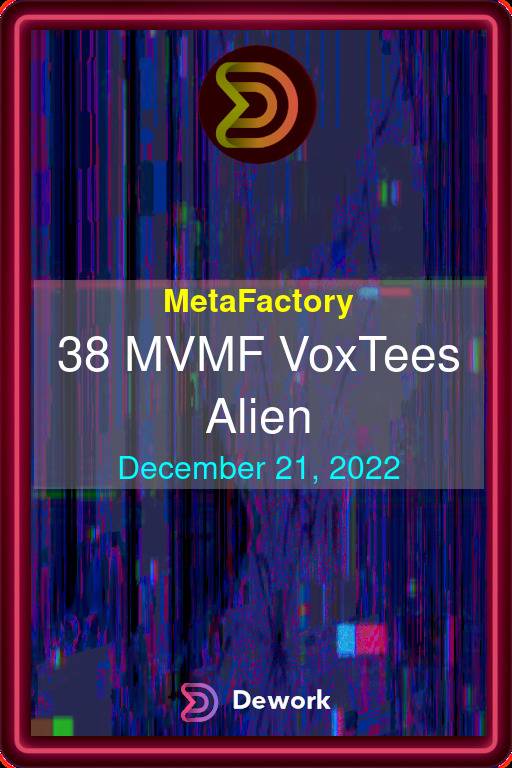 MetaFactory
38 MVMF VoxTees
Alien
December 21, 2022
Dework